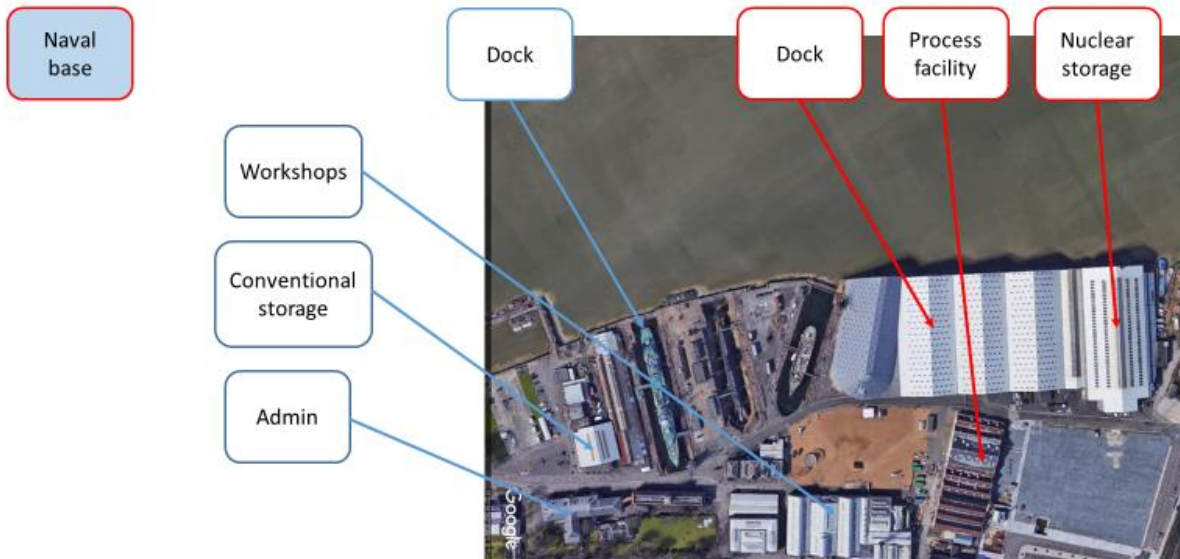 Naval
base
Dock
Dock
Process
facility
Nuclear
storage
Workshops
Conventional
storage
Admin
Google